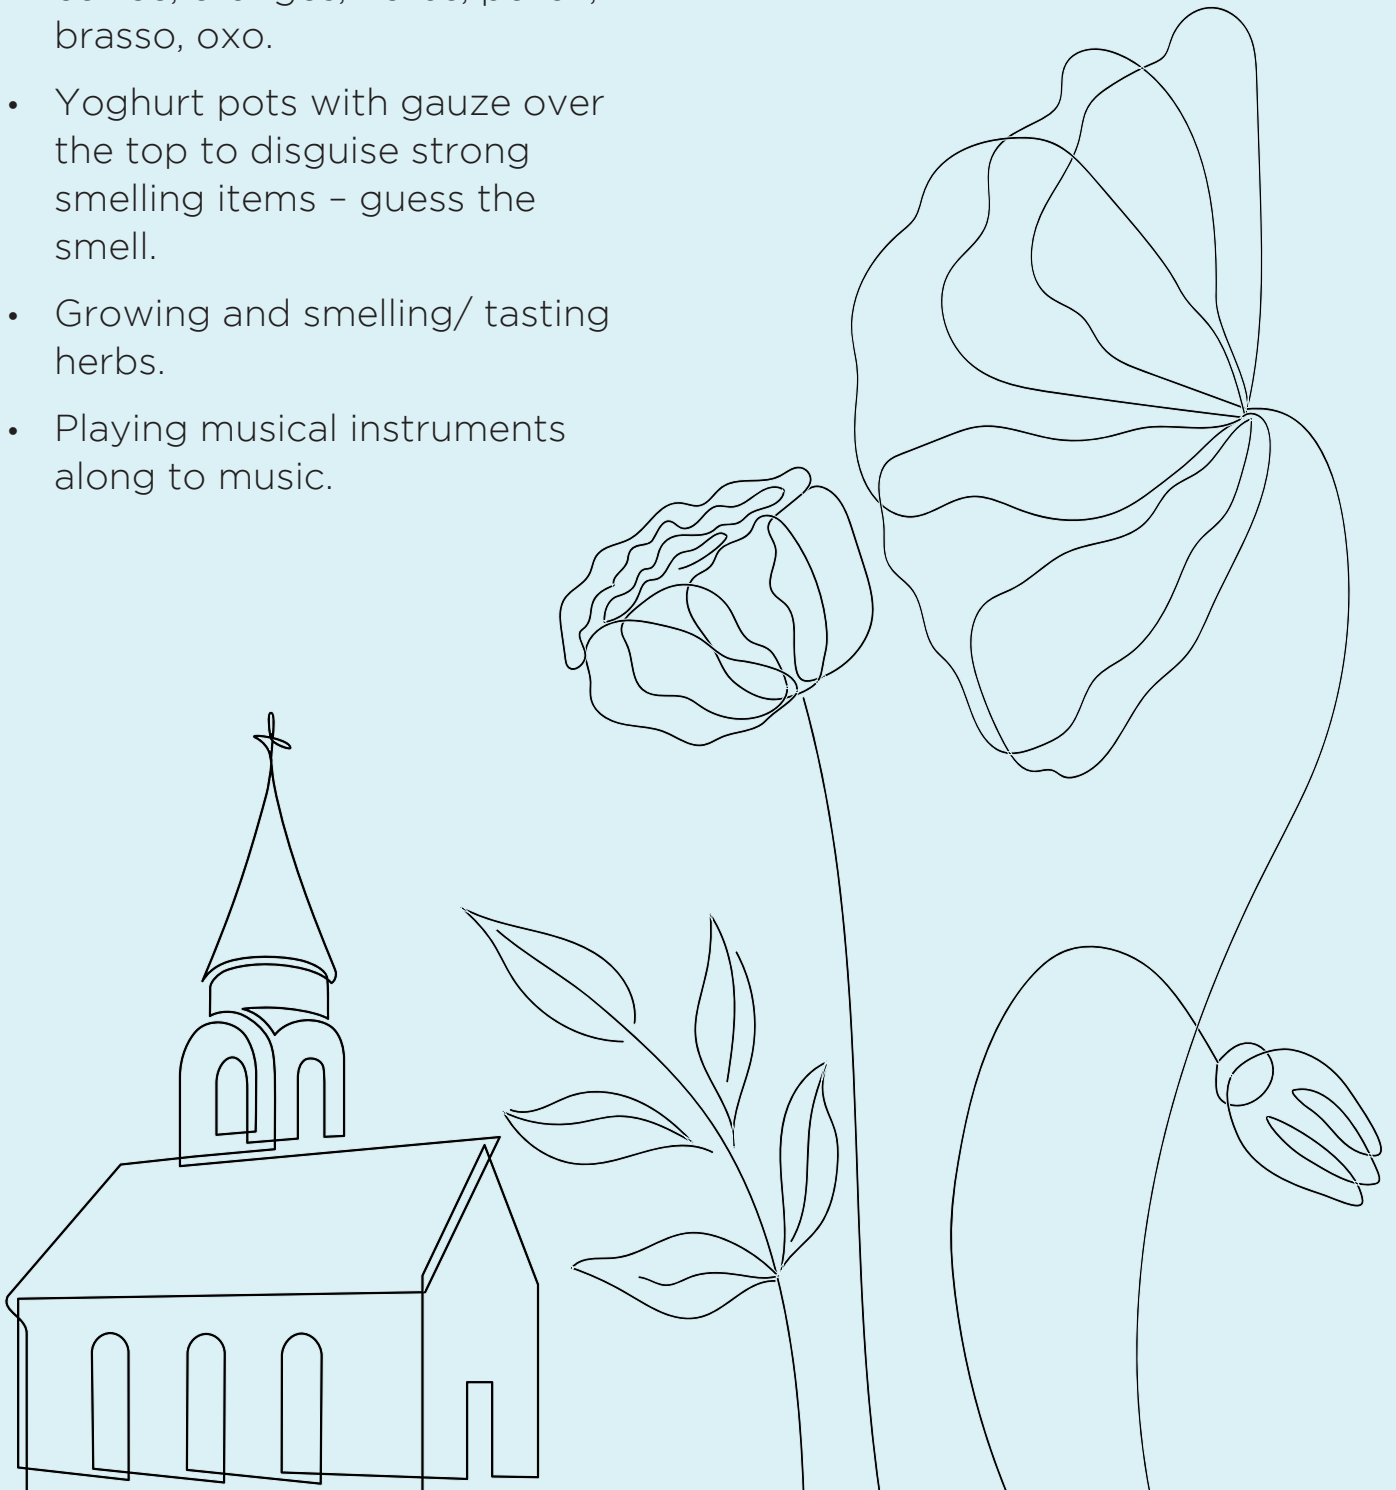 brasso, oxo.
• Yoghurt pots with gauze over
the top to disguise strong
smelling items – guess the
smell.
• Growing and smelling/ tasting
herbs.
• Playing musical instruments
along to music.